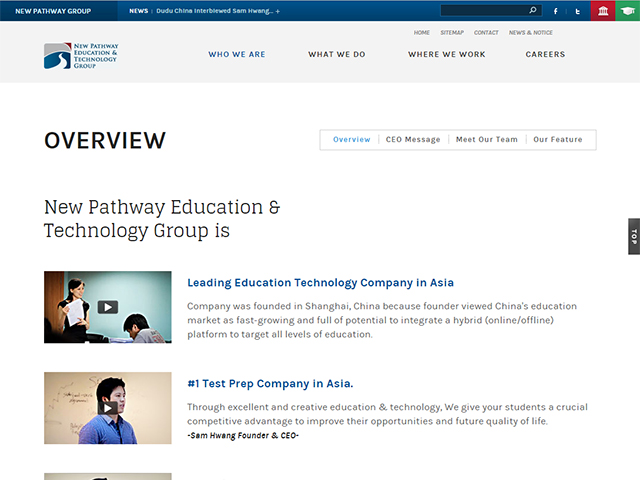 NEW PATHWAY GROUP
NEWS | Dudu China Interbiewed Sam Hwang... +
HOME SITEMAP CONTACT NEWS & NOTICE
New Pathway
Education &
Technology
Group
WHO WE ARE WHAT WE DO WHERE WE WORK CAREERS
OVERVIEW
Overview CEO Message Meet Our Team Our Feature
New Pathway Education &
Technology Group is
TOP
Leading Education Technology Company in Asia
Company was founded in Shanghai, China because founder viewed China's education
market as fast-growing and full of potential to integrate a hybrid (online/offline)
platform to target all levels of education.
#1 Test Prep Company in Asia.
Through excellent and creative education & technology, We give your students a crucial
competitive advantage to improve their opportunities and future quality of life.
-Sam Hwang Founder & CEO-